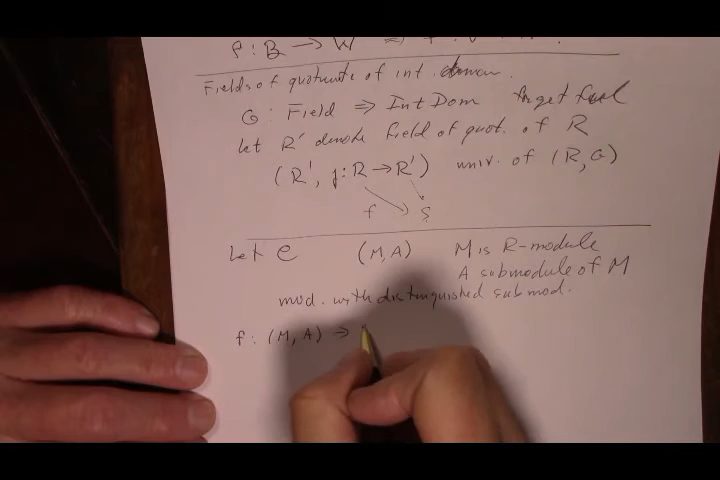 Fields of quotients of int. domain.
G : Field ⇒ Int Dom forget ful
Let R' denote field of quot. of R
(R', j: R → R') univ. of (R, G)
f S
Let C (M, A) M is R-module
A submodule of M
mod. with distinguished submod.
f : (M, A) →